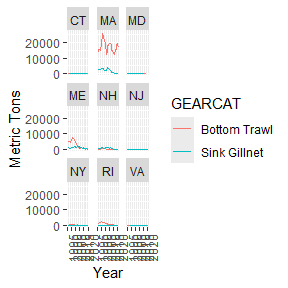 CT MA MD
20000
10000
0
ME NH NJ
20000
10000
0
NY RI VA
20000
10000
0
Metric Tons
Year
GEARCAT
Bottom Trawl
Sink Gillnet